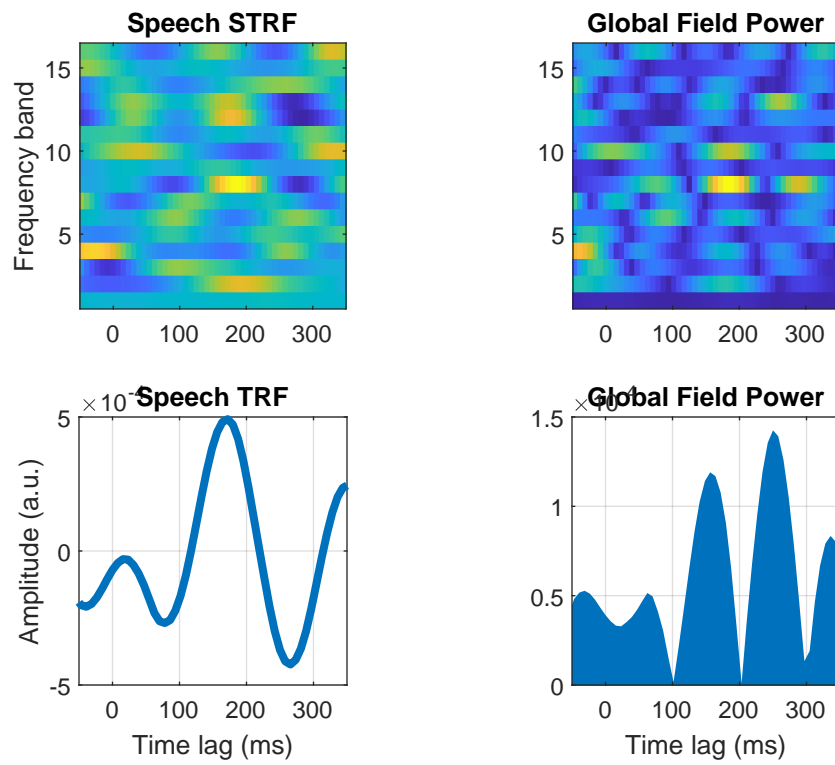 Speech STRF
Frequency band
15
10
5
0 100 200 300
Global Field Power
15
10
5
0 100 200 300
Speech TRF
× 10⁻⁴
Amplitude (a.u.)
5
0
-5
0 100 200 300
Time lag (ms)
Global Field Power
1.5
1
0.5
0
0 100 200 300
Time lag (ms)